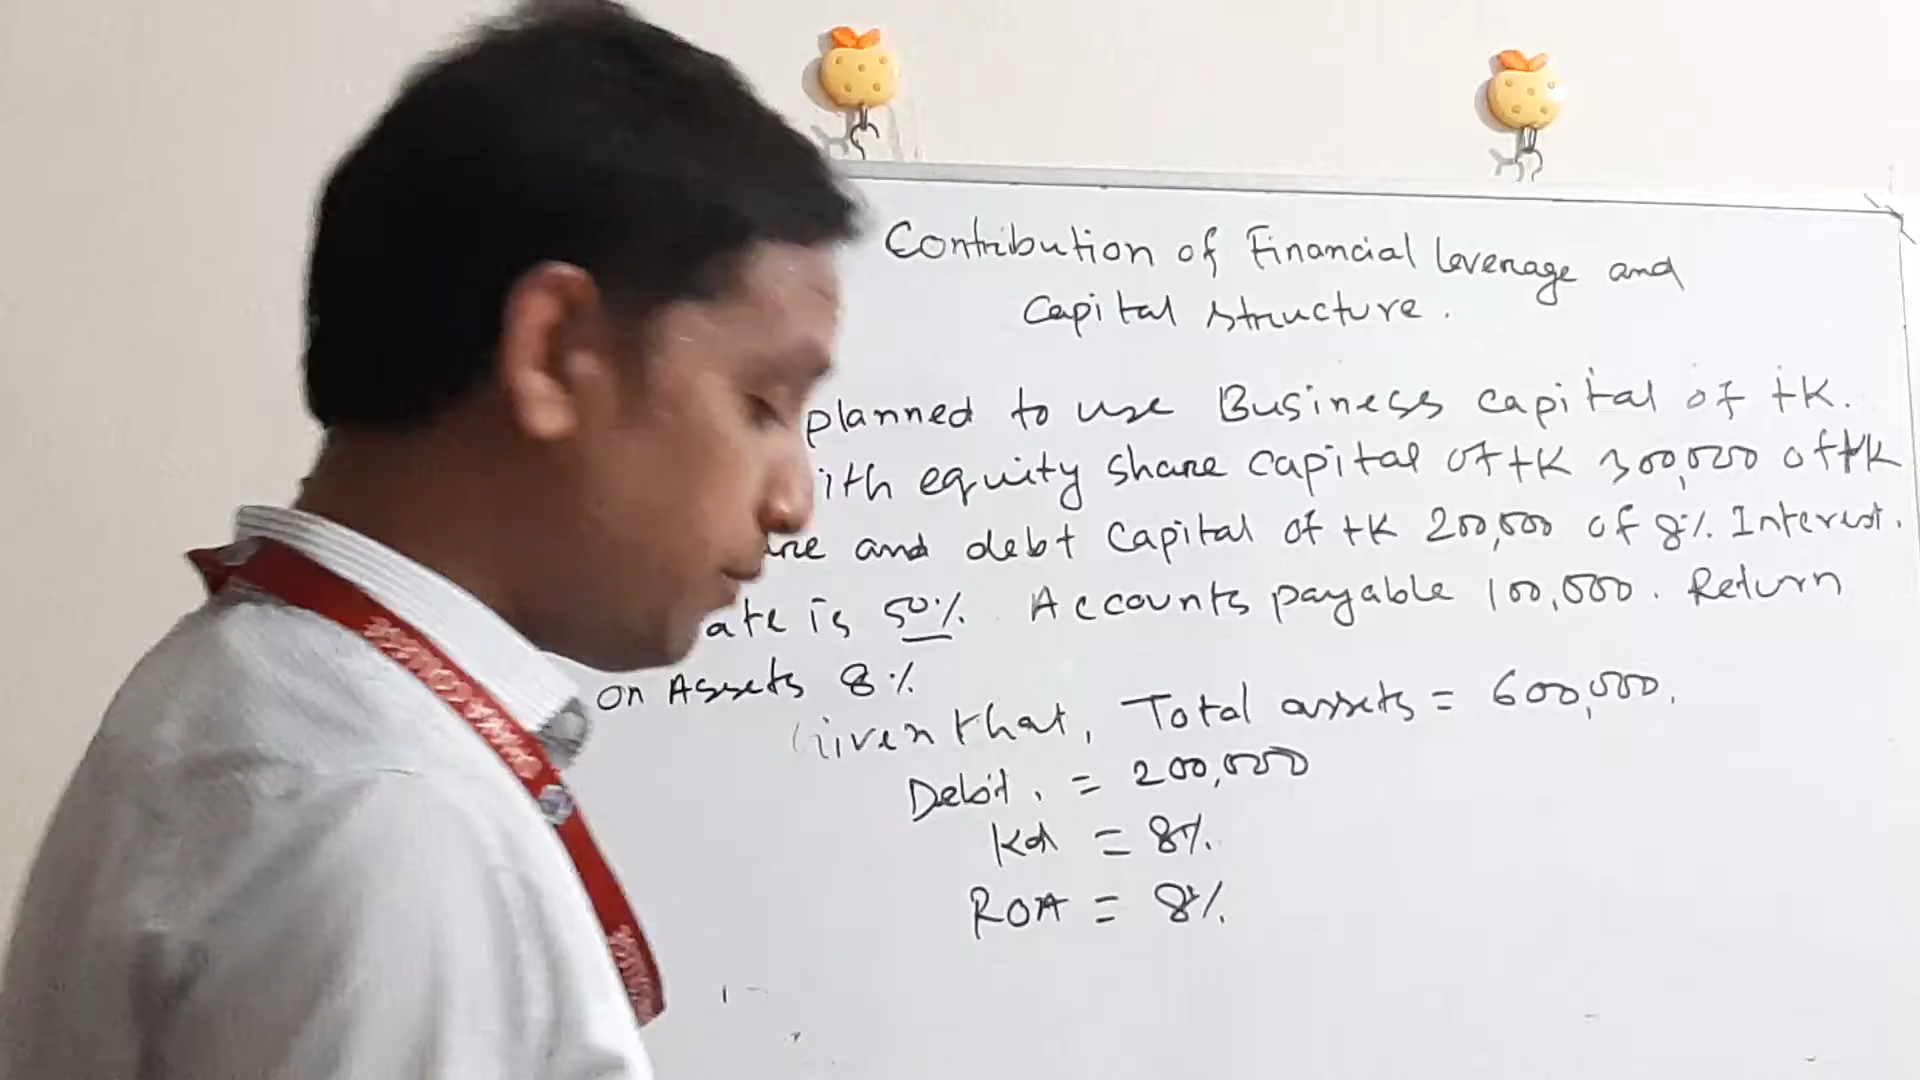 Contribution of Financial leverage and
Capital structure.
planned to use Business capital of tk.
ith equity share capital of tk 300,000 of tk
are and debt capital of tk 200,000 of 8% Interest.
ate is 50%. Accounts payable 100,000. Return
on Assets 8%
Given that, Total assets = 600,000.
Debit, = 200,000
Kd = 8%.
ROA = 8%.